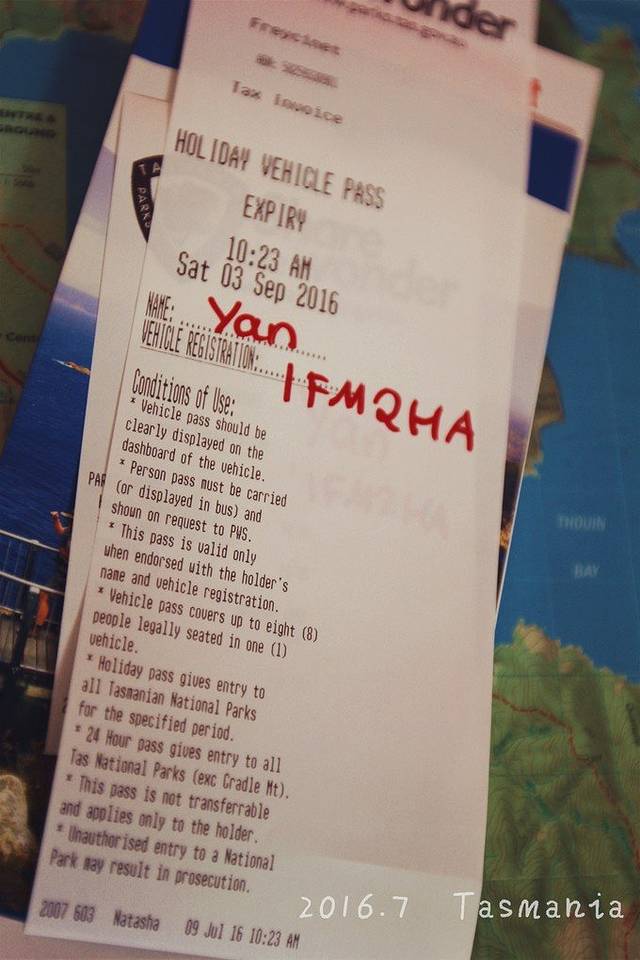 onder
Freycinet
Tax Invoice
HOLIDAY VEHICLE PASS
EXPIRY
10:23 AM
Sat 03 Sep 2016
NAME: Yan
VEHICLE REGISTRATION: 1FM2HA
Conditions of Use:
* Vehicle pass should be
clearly displayed on the
dashboard of the vehicle.
* Person pass must be carried
(or displayed in bus) and
shown on request to PWS.
* This pass is valid only
when endorsed with the holder's
name and vehicle registration.
* Vehicle pass covers up to eight (8)
people legally seated in one (1)
vehicle.
* Holiday pass gives entry to
all Tasmanian National Parks
for the specified period.
* 24 Hour pass gives entry to all
Tas National Parks (exc Cradle Mt).
* This pass is not transferrable
and applies only to the holder.
* Unauthorised entry to a National
Park may result in prosecution.
2007 603 Natasha 09 Jul 16 10:23 AM
TA
PARKS
PAR
THOUIN
BAY
2016.7 Tasmania